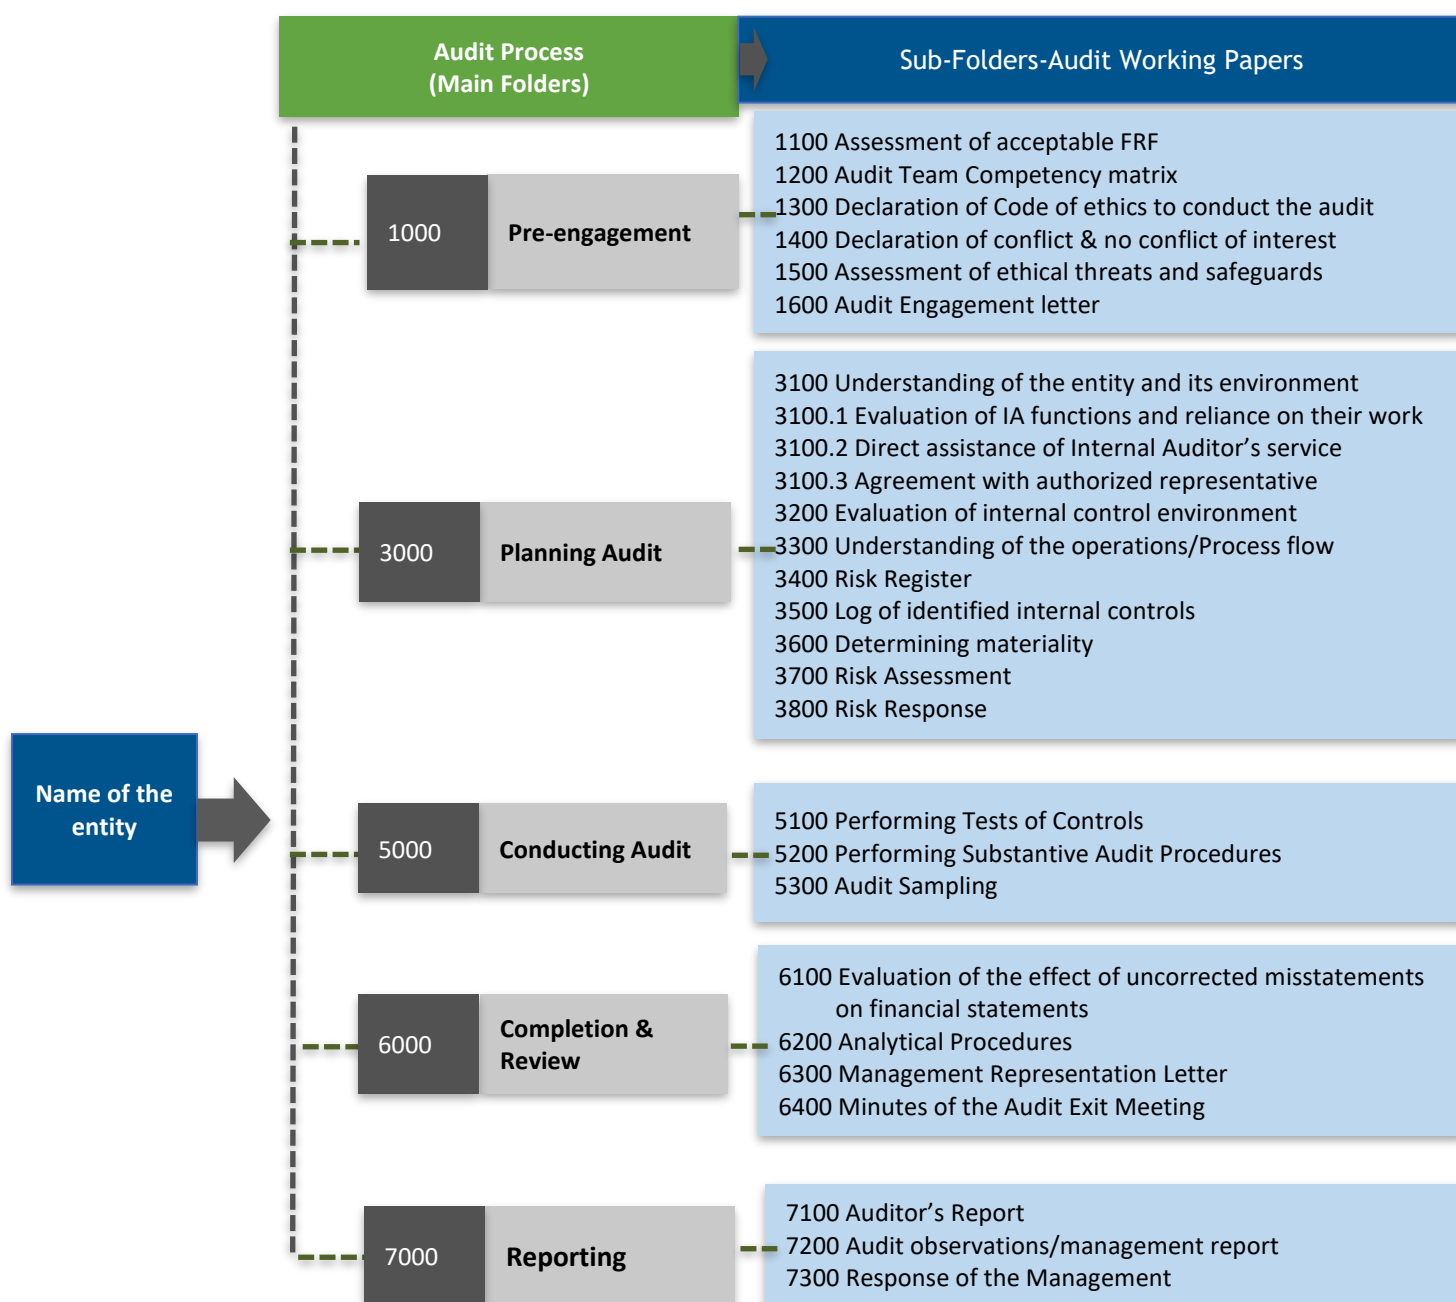 Audit Process
(Main Folders)
Sub-Folders-Audit Working Papers
1000
Pre-engagement
1100 Assessment of acceptable FRF
1200 Audit Team Competency matrix
1300 Declaration of Code of ethics to conduct the audit
1400 Declaration of conflict & no conflict of interest
1500 Assessment of ethical threats and safeguards
1600 Audit Engagement letter
3000
Planning Audit
3100 Understanding of the entity and its environment
3100.1 Evaluation of IA functions and reliance on their work
3100.2 Direct assistance of Internal Auditor’s service
3100.3 Agreement with authorized representative
3200 Evaluation of internal control environment
3300 Understanding of the operations/Process flow
3400 Risk Register
3500 Log of identified internal controls
3600 Determining materiality
3700 Risk Assessment
3800 Risk Response
Name of the
entity
5000
Conducting Audit
5100 Performing Tests of Controls
5200 Performing Substantive Audit Procedures
5300 Audit Sampling
6000
Completion &
Review
6100 Evaluation of the effect of uncorrected misstatements
on financial statements
6200 Analytical Procedures
6300 Management Representation Letter
6400 Minutes of the Audit Exit Meeting
7000
Reporting
7100 Auditor’s Report
7200 Audit observations/management report
7300 Response of the Management